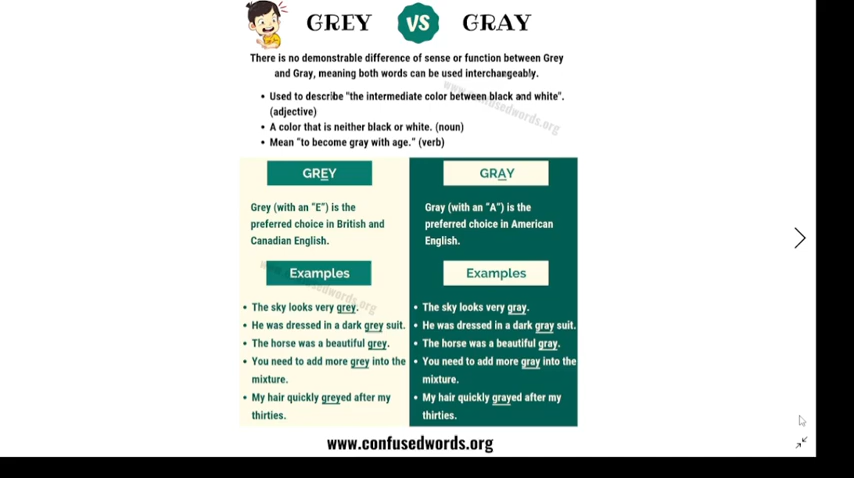 GREY VS GRAY
There is no demonstrable difference of sense or function between Grey
and Gray, meaning both words can be used interchangeably.
• Used to describe "the intermediate color between black and white".
(adjective)
• A color that is neither black or white. (noun)
• Mean "to become gray with age." (verb)
GREY
Grey (with an "E") is the
preferred choice in British and
Canadian English.
Examples
• The sky looks very grey.
• He was dressed in a dark grey suit.
• The horse was a beautiful grey.
• You need to add more grey into the
mixture.
• My hair quickly greyed after my
thirties.
GRAY
Gray (with an "A") is the
preferred choice in American
English.
Examples
• The sky looks very gray.
• He was dressed in a dark gray suit.
• The horse was a beautiful gray.
• You need to add more gray into the
mixture.
• My hair quickly grayed after my
thirties.
www.confusedwords.org